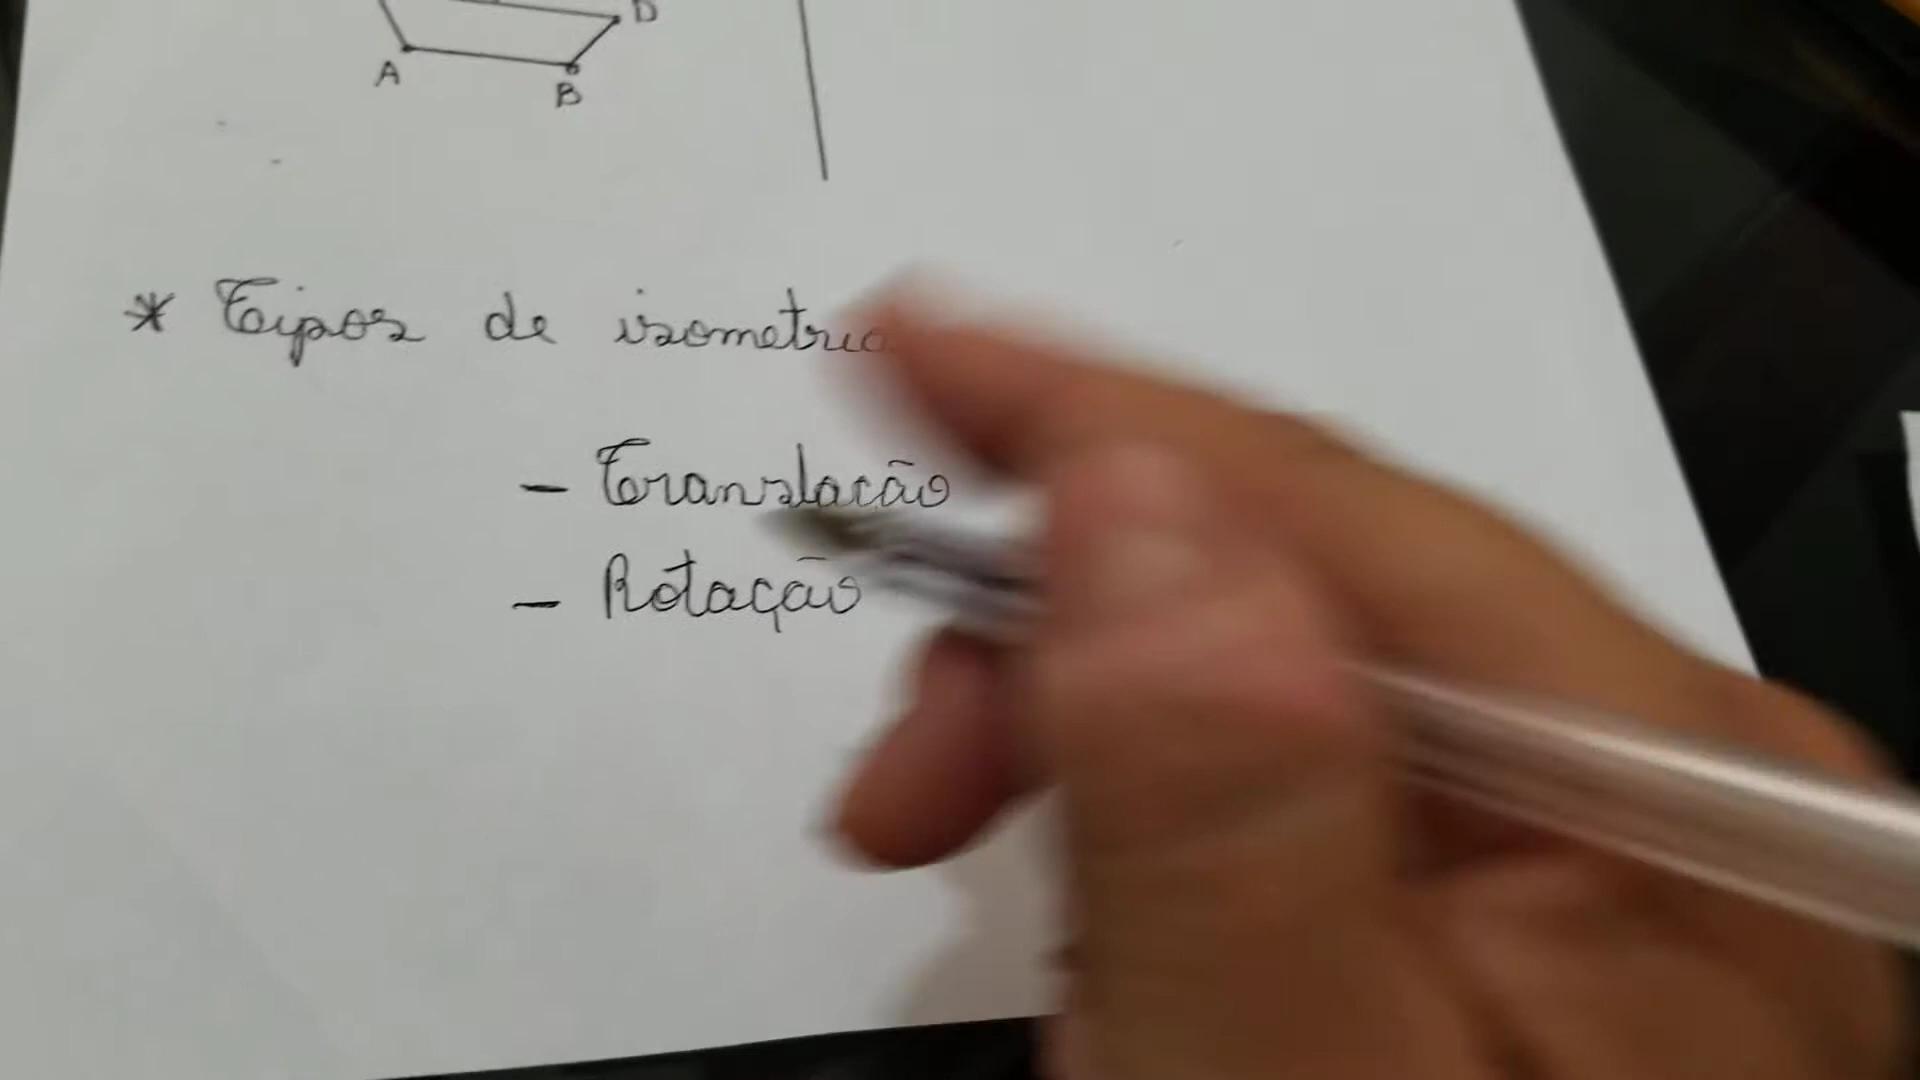 D
A
B
* Tipos de isometria
- Translação
- Rotação